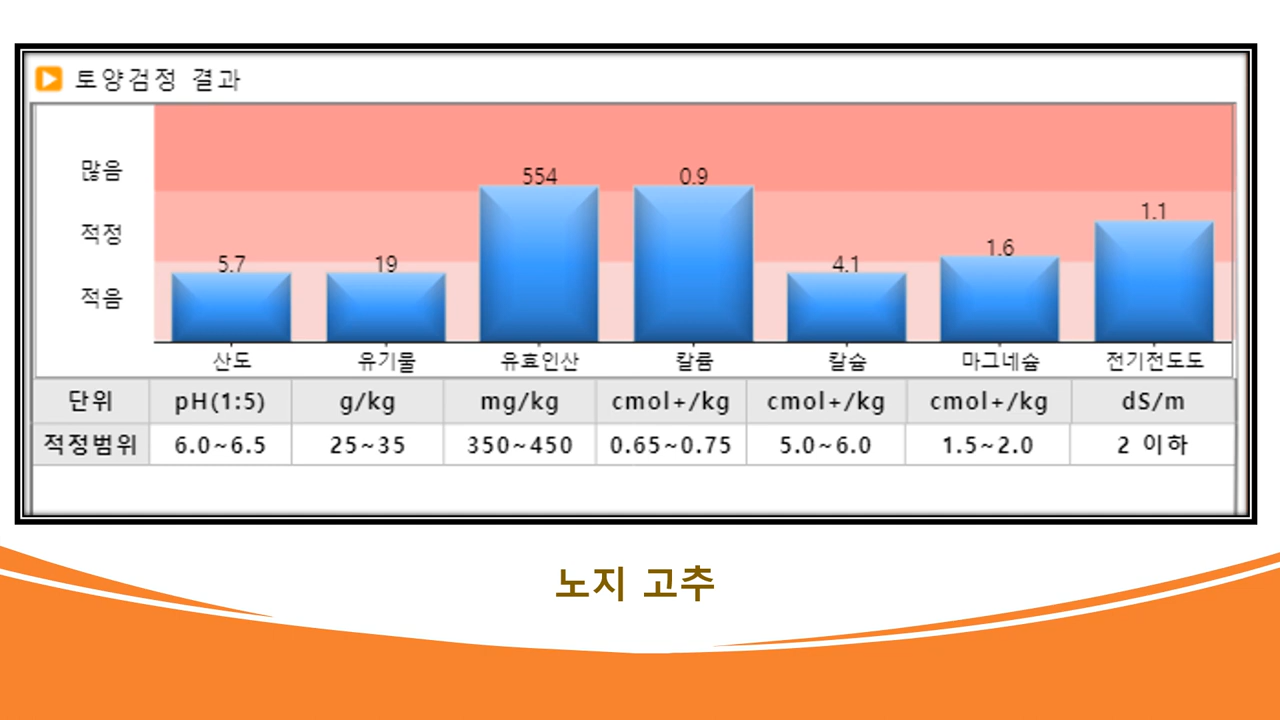 토양검정 결과
많음
적정
적음
5.7 19 554 0.9 4.1 1.6 1.1
산도 유기물 유효인산 칼륨 칼슘 마그네슘 전기전도도
단위 pH(1:5) g/kg mg/kg cmol+/kg cmol+/kg cmol+/kg dS/m
적정범위 6.0~6.5 25~35 350~450 0.65~0.75 5.0~6.0 1.5~2.0 2 이하
노지 고추